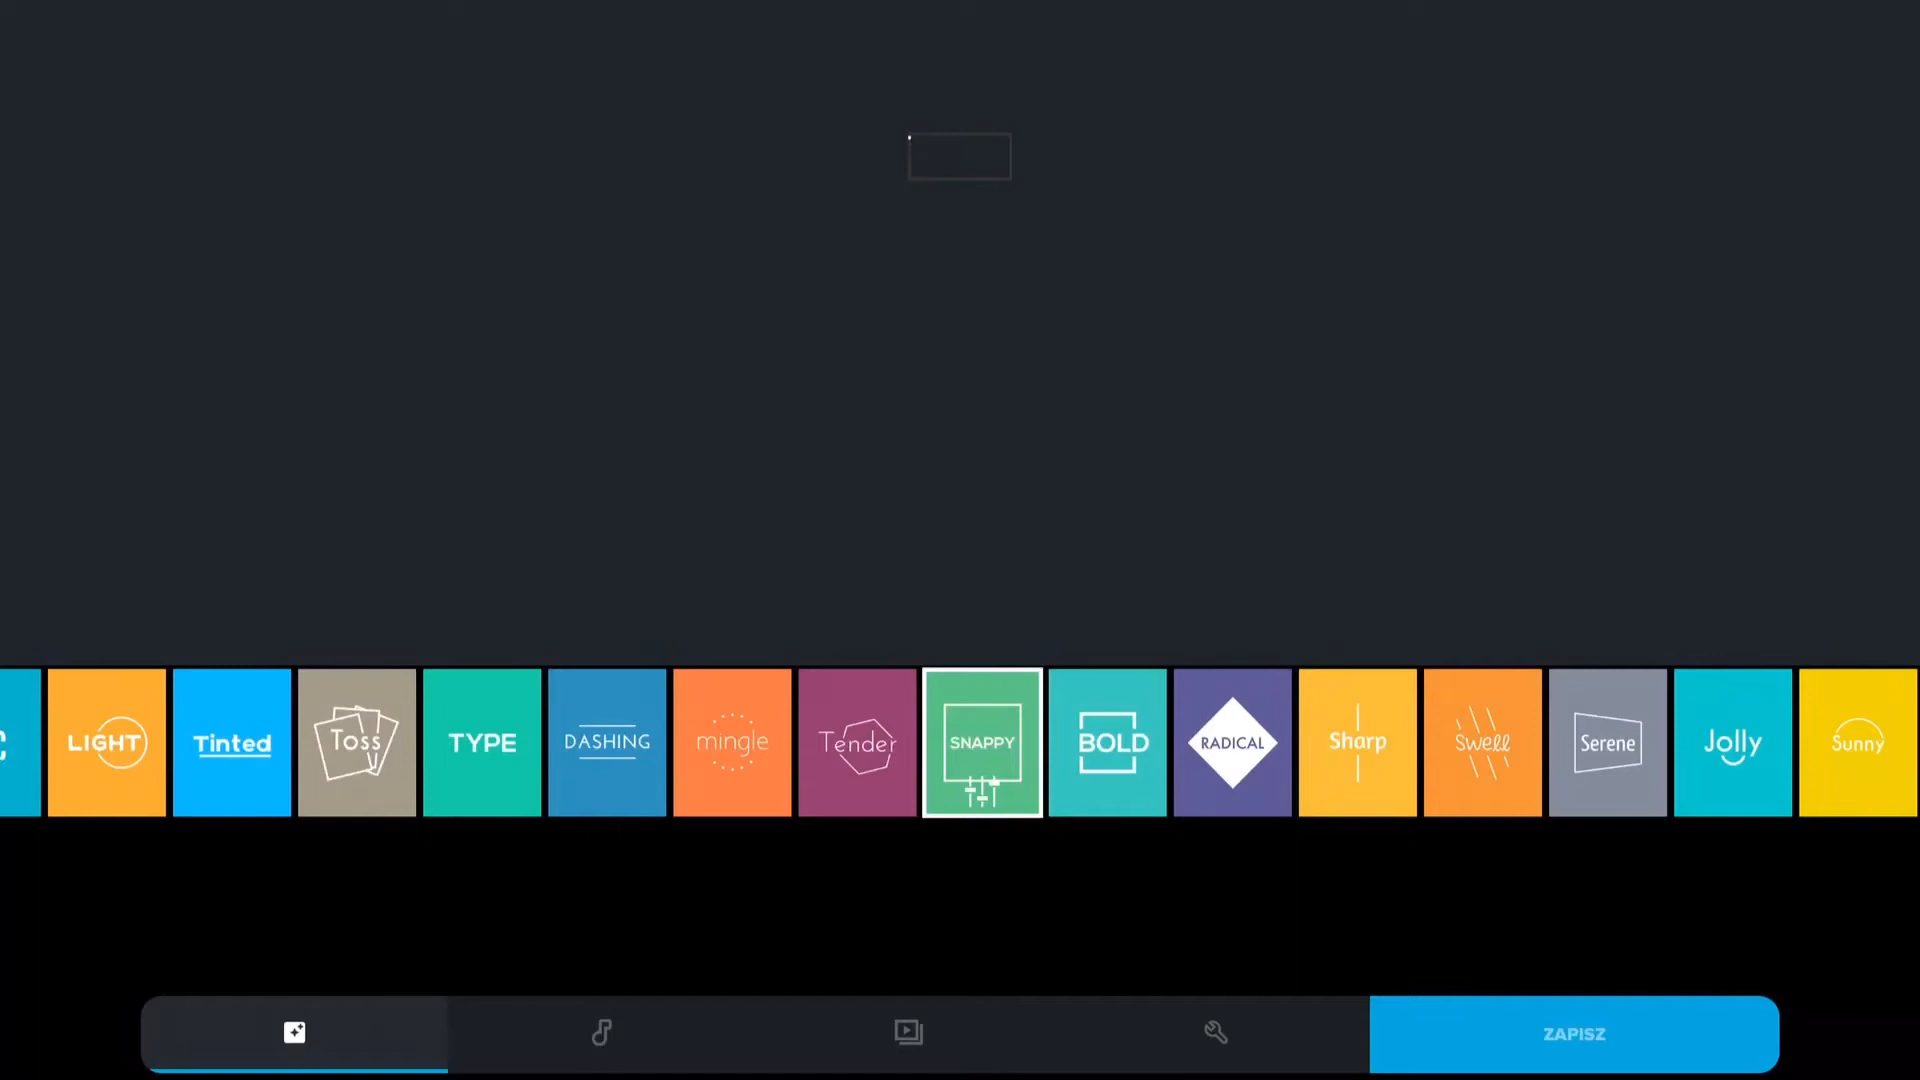 LIGHT
Tinted
Toss
TYPE
DASHING
mingle
Tender
SNAPPY
BOLD
RADICAL
Sharp
Swell
Serene
Jolly
Sunny
ZAPISZ